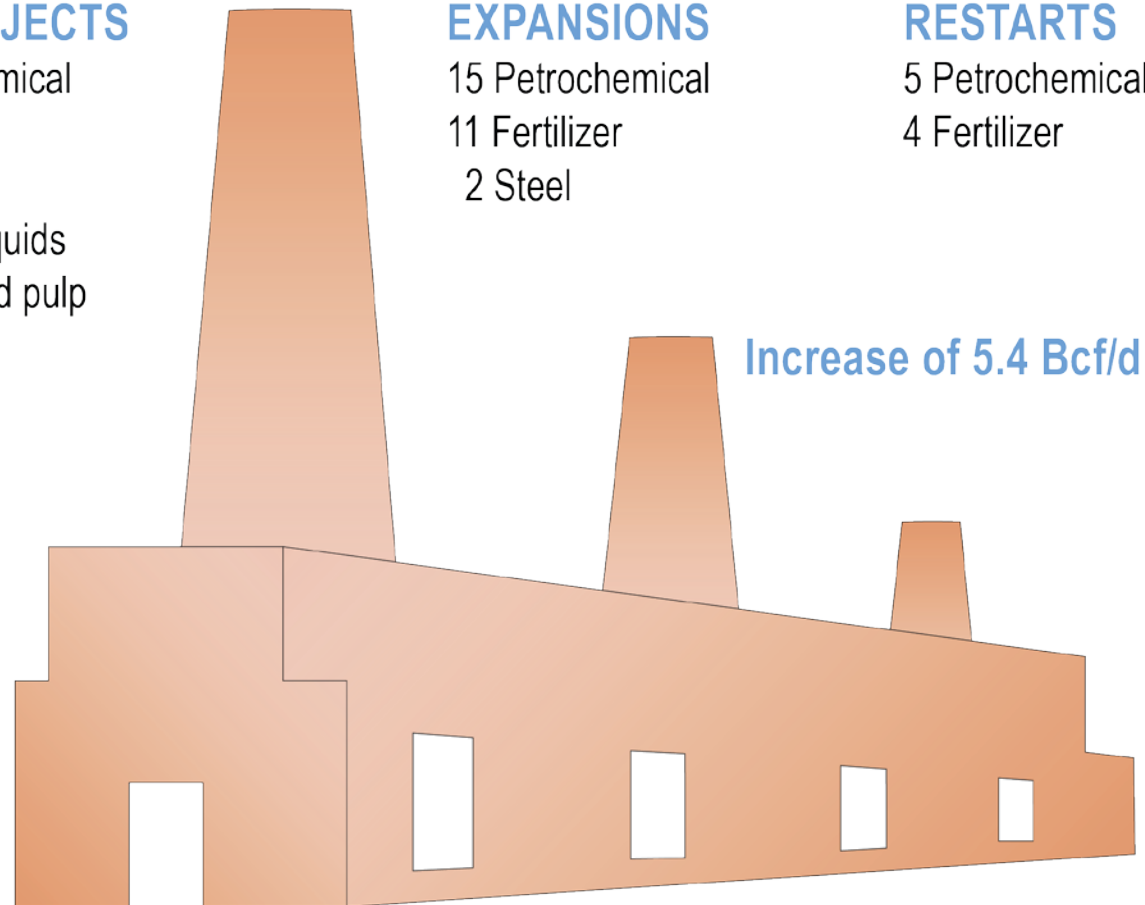 JECTS
mical
quids
d pulp
EXPANSIONS
15 Petrochemical
11 Fertilizer
2 Steel
RESTARTS
5 Petrochemical
4 Fertilizer
Increase of 5.4 Bcf/d